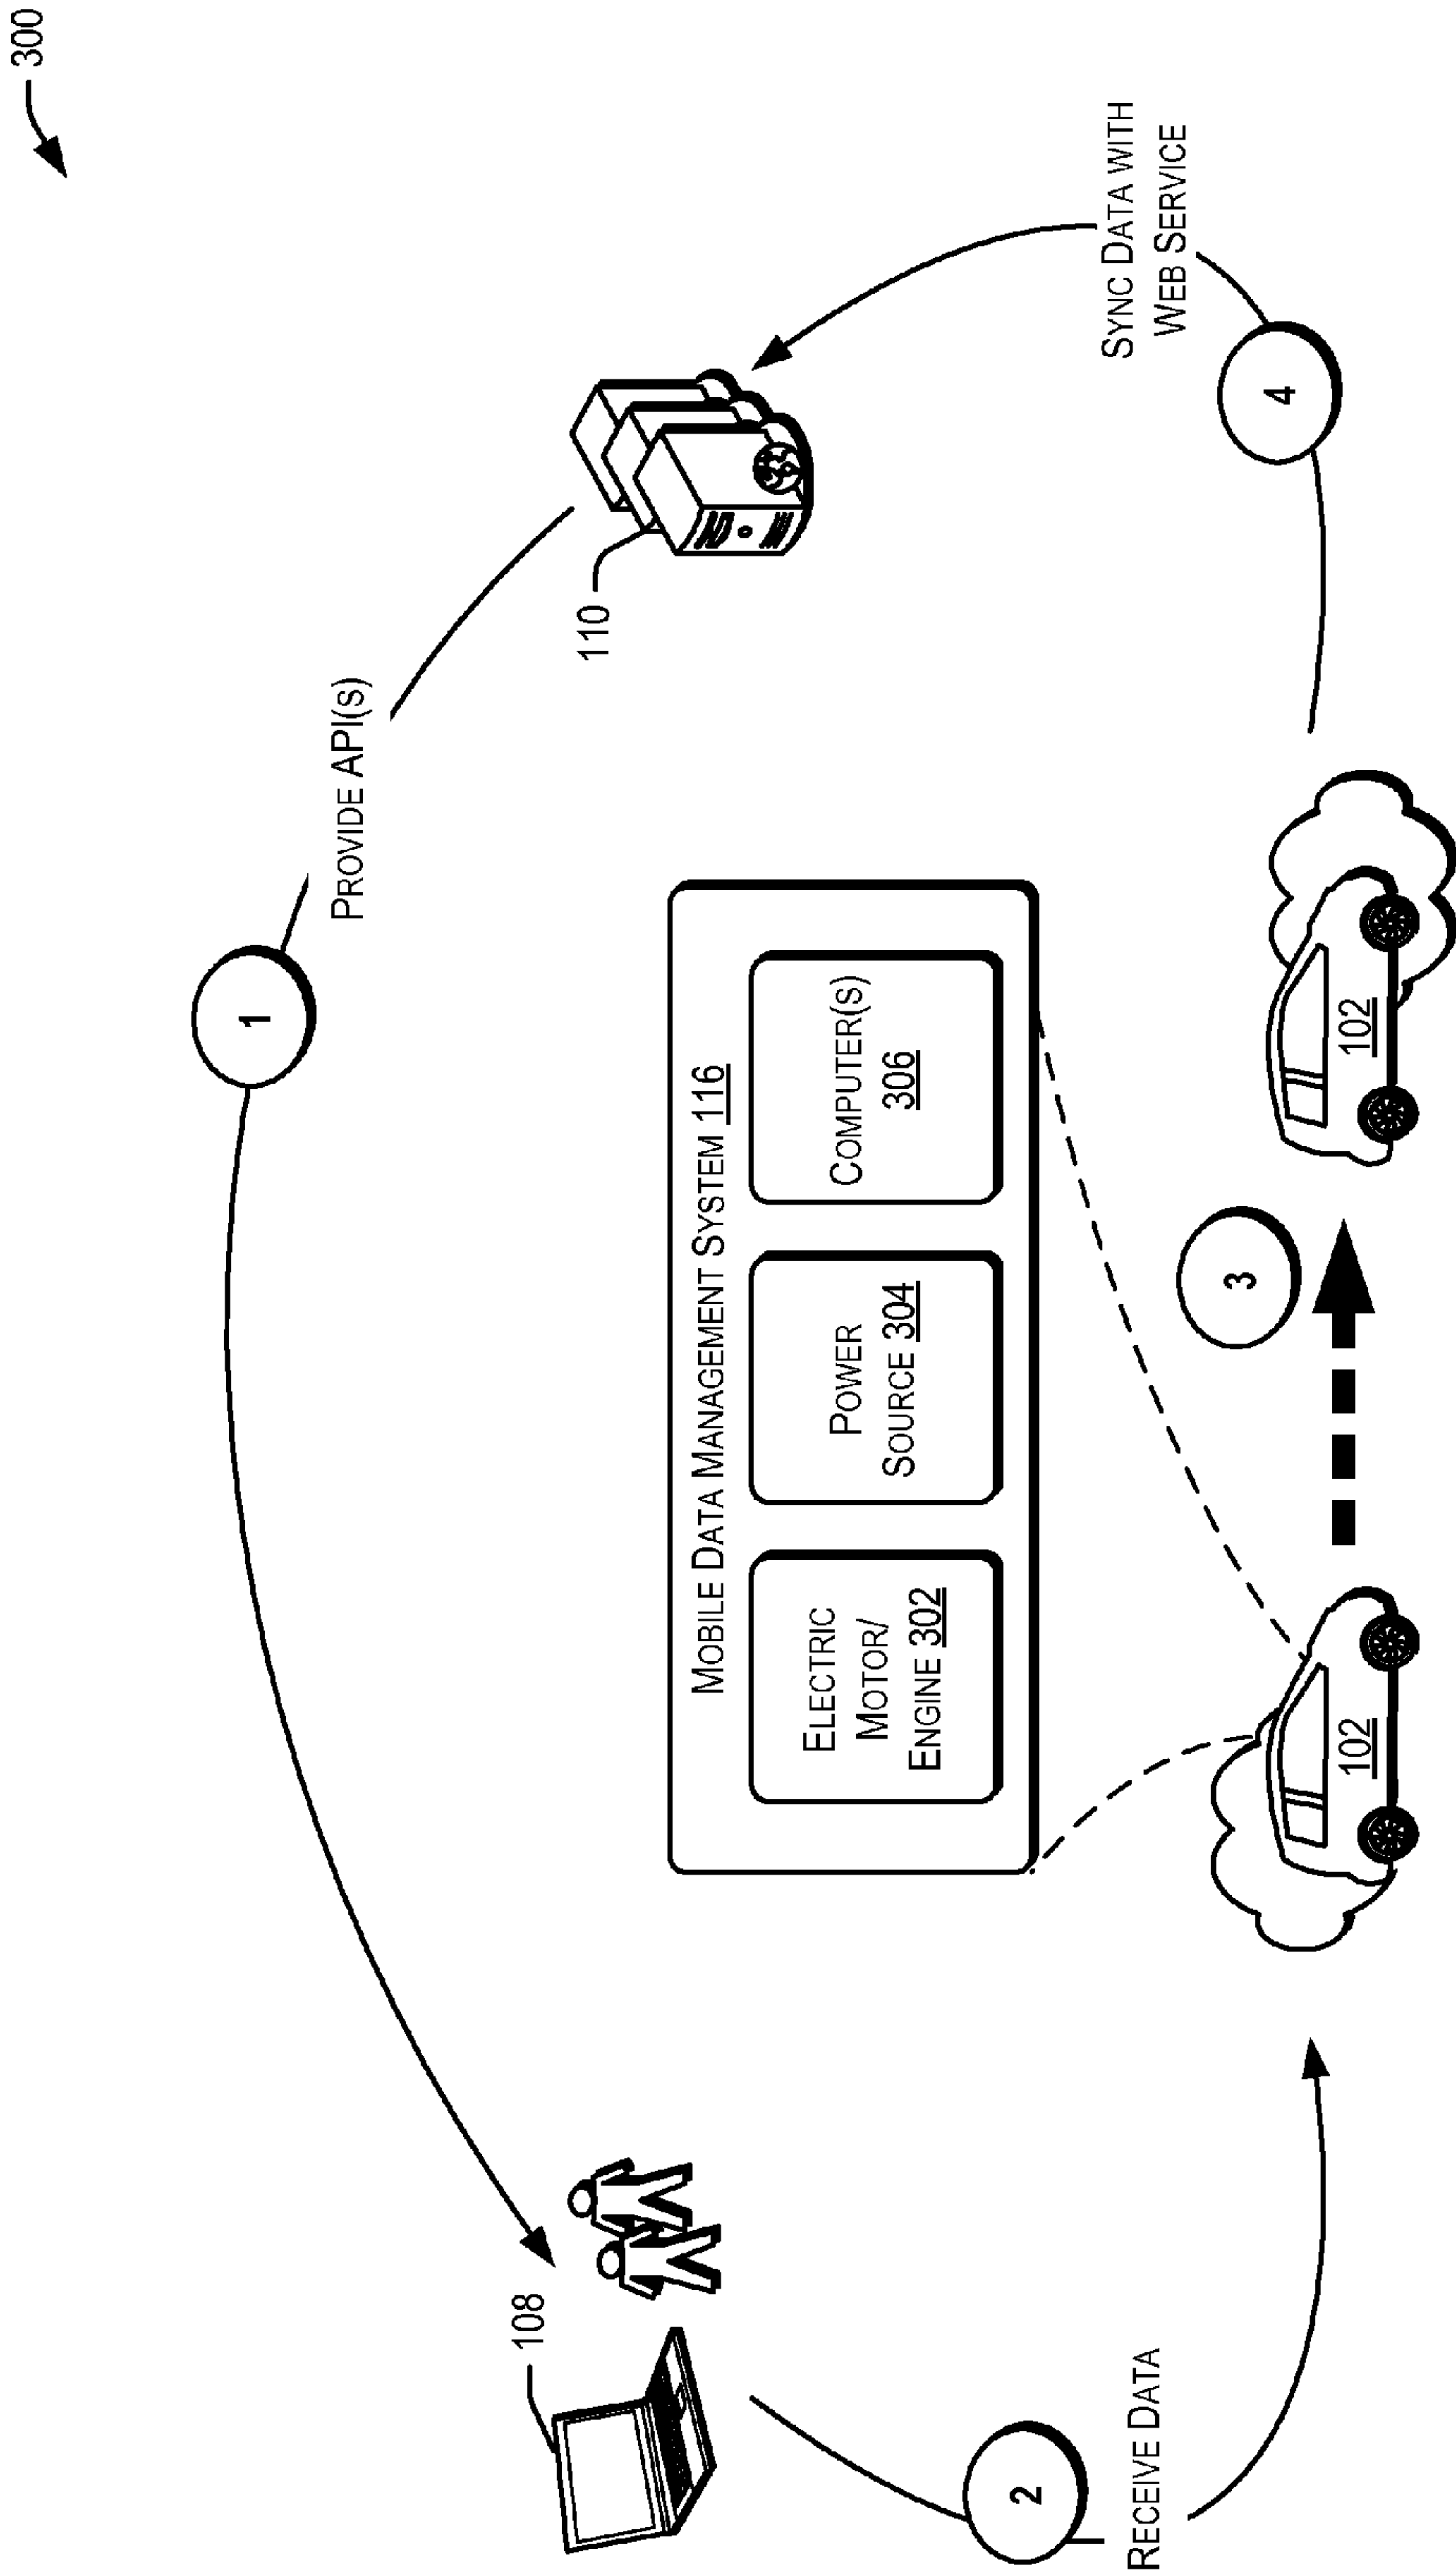 300
1
PROVIDE API(S)
110
108
MOBILE DATA MANAGEMENT SYSTEM 116
ELECTRIC
MOTOR/
ENGINE 302
POWER
SOURCE 304
COMPUTER(S)
306
2
RECEIVE DATA
102
3
102
4
SYNC DATA WITH
WEB SERVICE